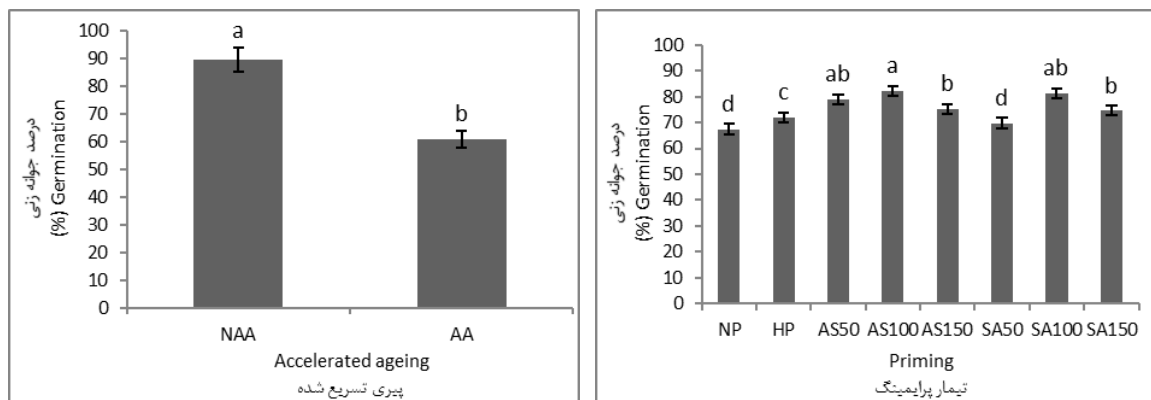 درصد جوانه زنی
(%) Germination
100
90
80
70
60
50
40
30
20
10
0
a
b
NAA AA
Accelerated ageing
پیری تسریع شده
درصد جوانه زنی
(%) Germination
100
90
80
70
60
50
40
30
20
10
0
d c ab a b d ab b
NP HP AS50 AS100 AS150 SA50 SA100 SA150
Priming
تیمار پرایمینگ